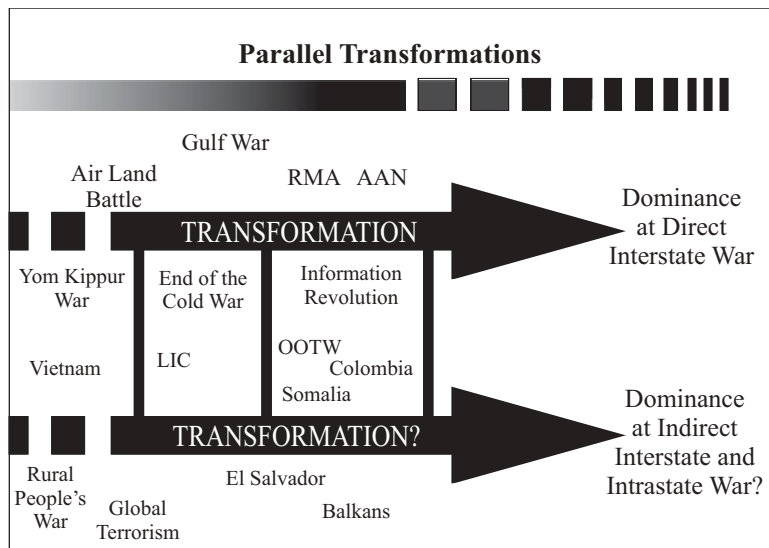 Parallel Transformations
Gulf War
Air Land
Battle
RMA AAN
TRANSFORMATION
Dominance
at Direct
Interstate War
Yom Kippur
War
End of the
Cold War
Information
Revolution
Vietnam
LIC
OOTW
Colombia
Somalia
TRANSFORMATION?
Dominance
at Indirect
Interstate and
Intrastate War?
Rural
People’s
War
Global
Terrorism
El Salvador
Balkans